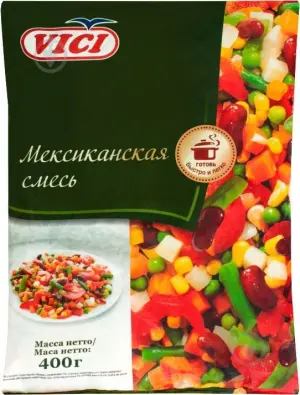 VICI
готовь
быстро и легко
Мексиканская
смесь
Масса нетто/
Маса нетто:
400г